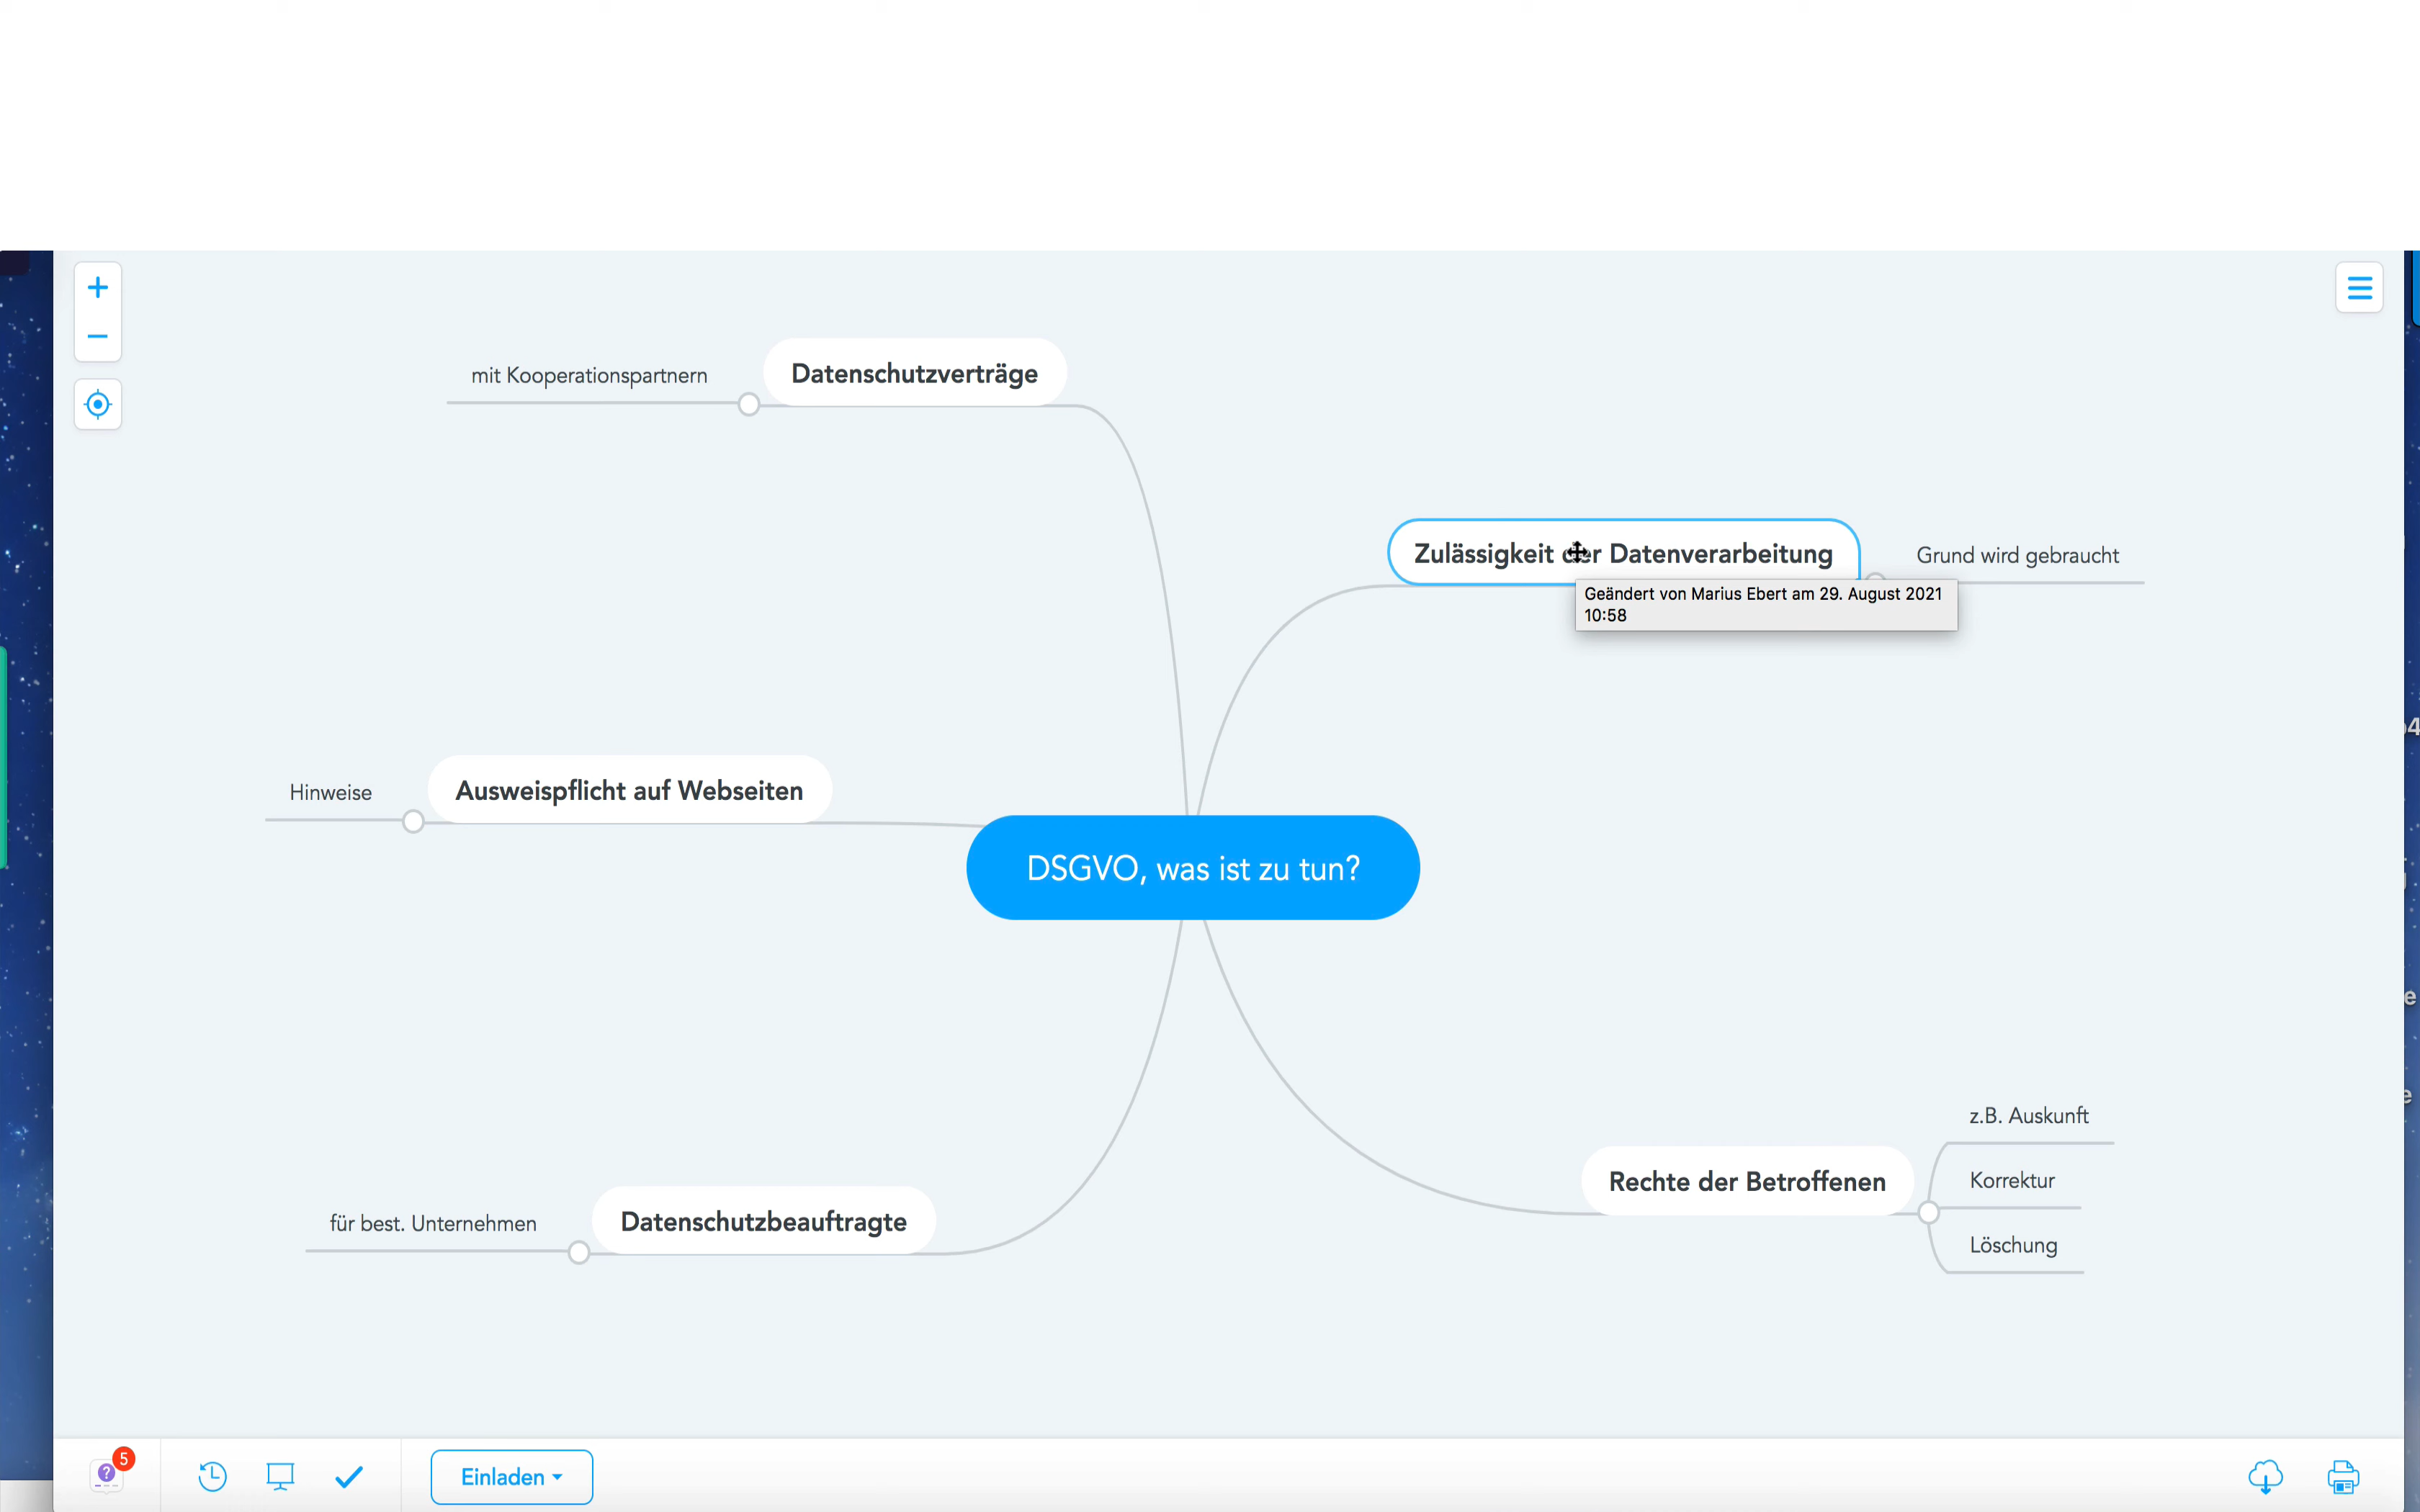 mit Kooperationspartnern
Datenschutzverträge
Zulässigkeit der Datenverarbeitung
Grund wird gebraucht
Geändert von Marius Ebert am 29. August 2021
10:58
Hinweise
Ausweispflicht auf Webseiten
DSGVO, was ist zu tun?
für best. Unternehmen
Datenschutzbeauftragte
Rechte der Betroffenen
z.B. Auskunft
Korrektur
Löschung
5
?
Einladen